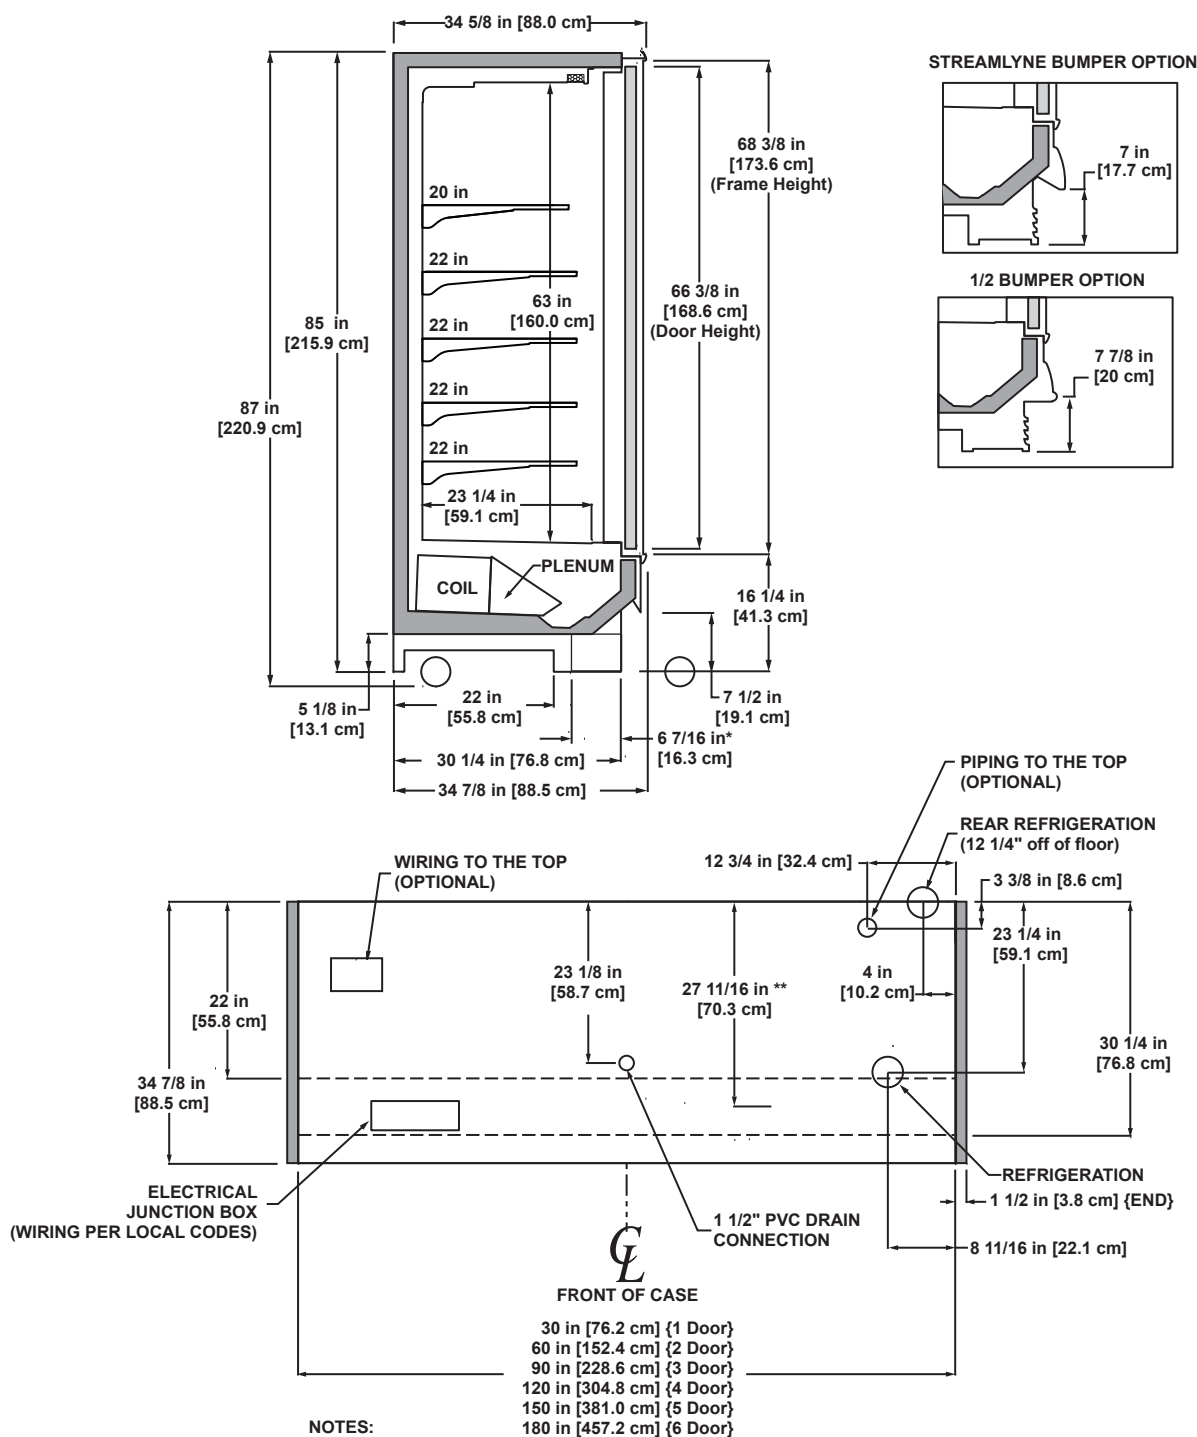 34 5/8 in [88.0 cm]
STREAMLYNE BUMPER OPTION
7 in
[17.7 cm]
68 3/8 in
[173.6 cm]
(Frame Height)
20 in
22 in
1/2 BUMPER OPTION
66 3/8 in
[168.6 cm]
(Door Height)
63 in
[160.0 cm]
85 in
[215.9 cm]
22 in
7 7/8 in
[20 cm]
87 in
[220.9 cm]
22 in
22 in
23 1/4 in
[59.1 cm]
PLENUM
COIL
16 1/4 in
[41.3 cm]
5 1/8 in
[13.1 cm]
22 in
[55.8 cm]
7 1/2 in
[19.1 cm]
6 7/16 in*
[16.3 cm]
30 1/4 in [76.8 cm]
34 7/8 in [88.5 cm]
PIPING TO THE TOP
(OPTIONAL)
REAR REFRIGERATION
(12 1/4" off of floor)
WIRING TO THE TOP
(OPTIONAL)
12 3/4 in [32.4 cm]
3 3/8 in [8.6 cm]
23 1/4 in
[59.1 cm]
23 1/8 in
[58.7 cm]
27 11/16 in **
[70.3 cm]
4 in
[10.2 cm]
22 in
[55.8 cm]
30 1/4 in
[76.8 cm]
34 7/8 in
[88.5 cm]
REFRIGERATION
ELECTRICAL
JUNCTION BOX
(WIRING PER LOCAL CODES)
1 1/2 in [3.8 cm] {END}
1 1/2" PVC DRAIN
CONNECTION
8 11/16 in [22.1 cm]
CL
FRONT OF CASE
30 in [76.2 cm] {1 Door}
60 in [152.4 cm] {2 Door}
90 in [228.6 cm] {3 Door}
120 in [304.8 cm] {4 Door}
150 in [381.0 cm] {5 Door}
180 in [457.2 cm] {6 Door}
NOTES: